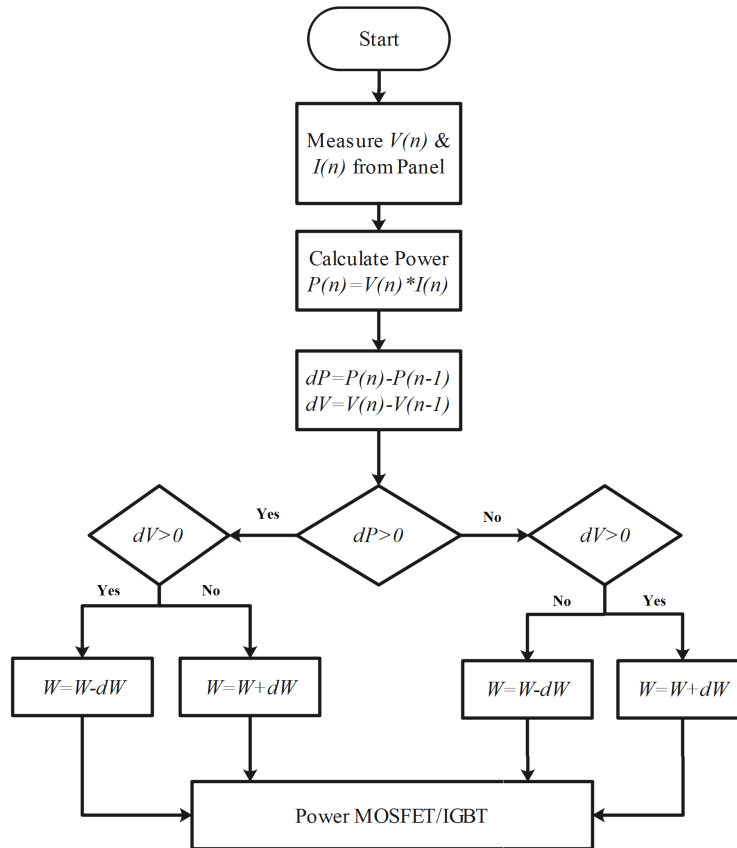 Start
Measure V(n) &
I(n) from Panel
Calculate Power
P(n)=V(n)*I(n)
dP=P(n)-P(n-1)
dV=V(n)-V(n-1)
dV>0
Yes
dP>0
No
dV>0
Yes
No
No
Yes
W=W-dW
W=W+dW
W=W-dW
W=W+dW
Power MOSFET/IGBT